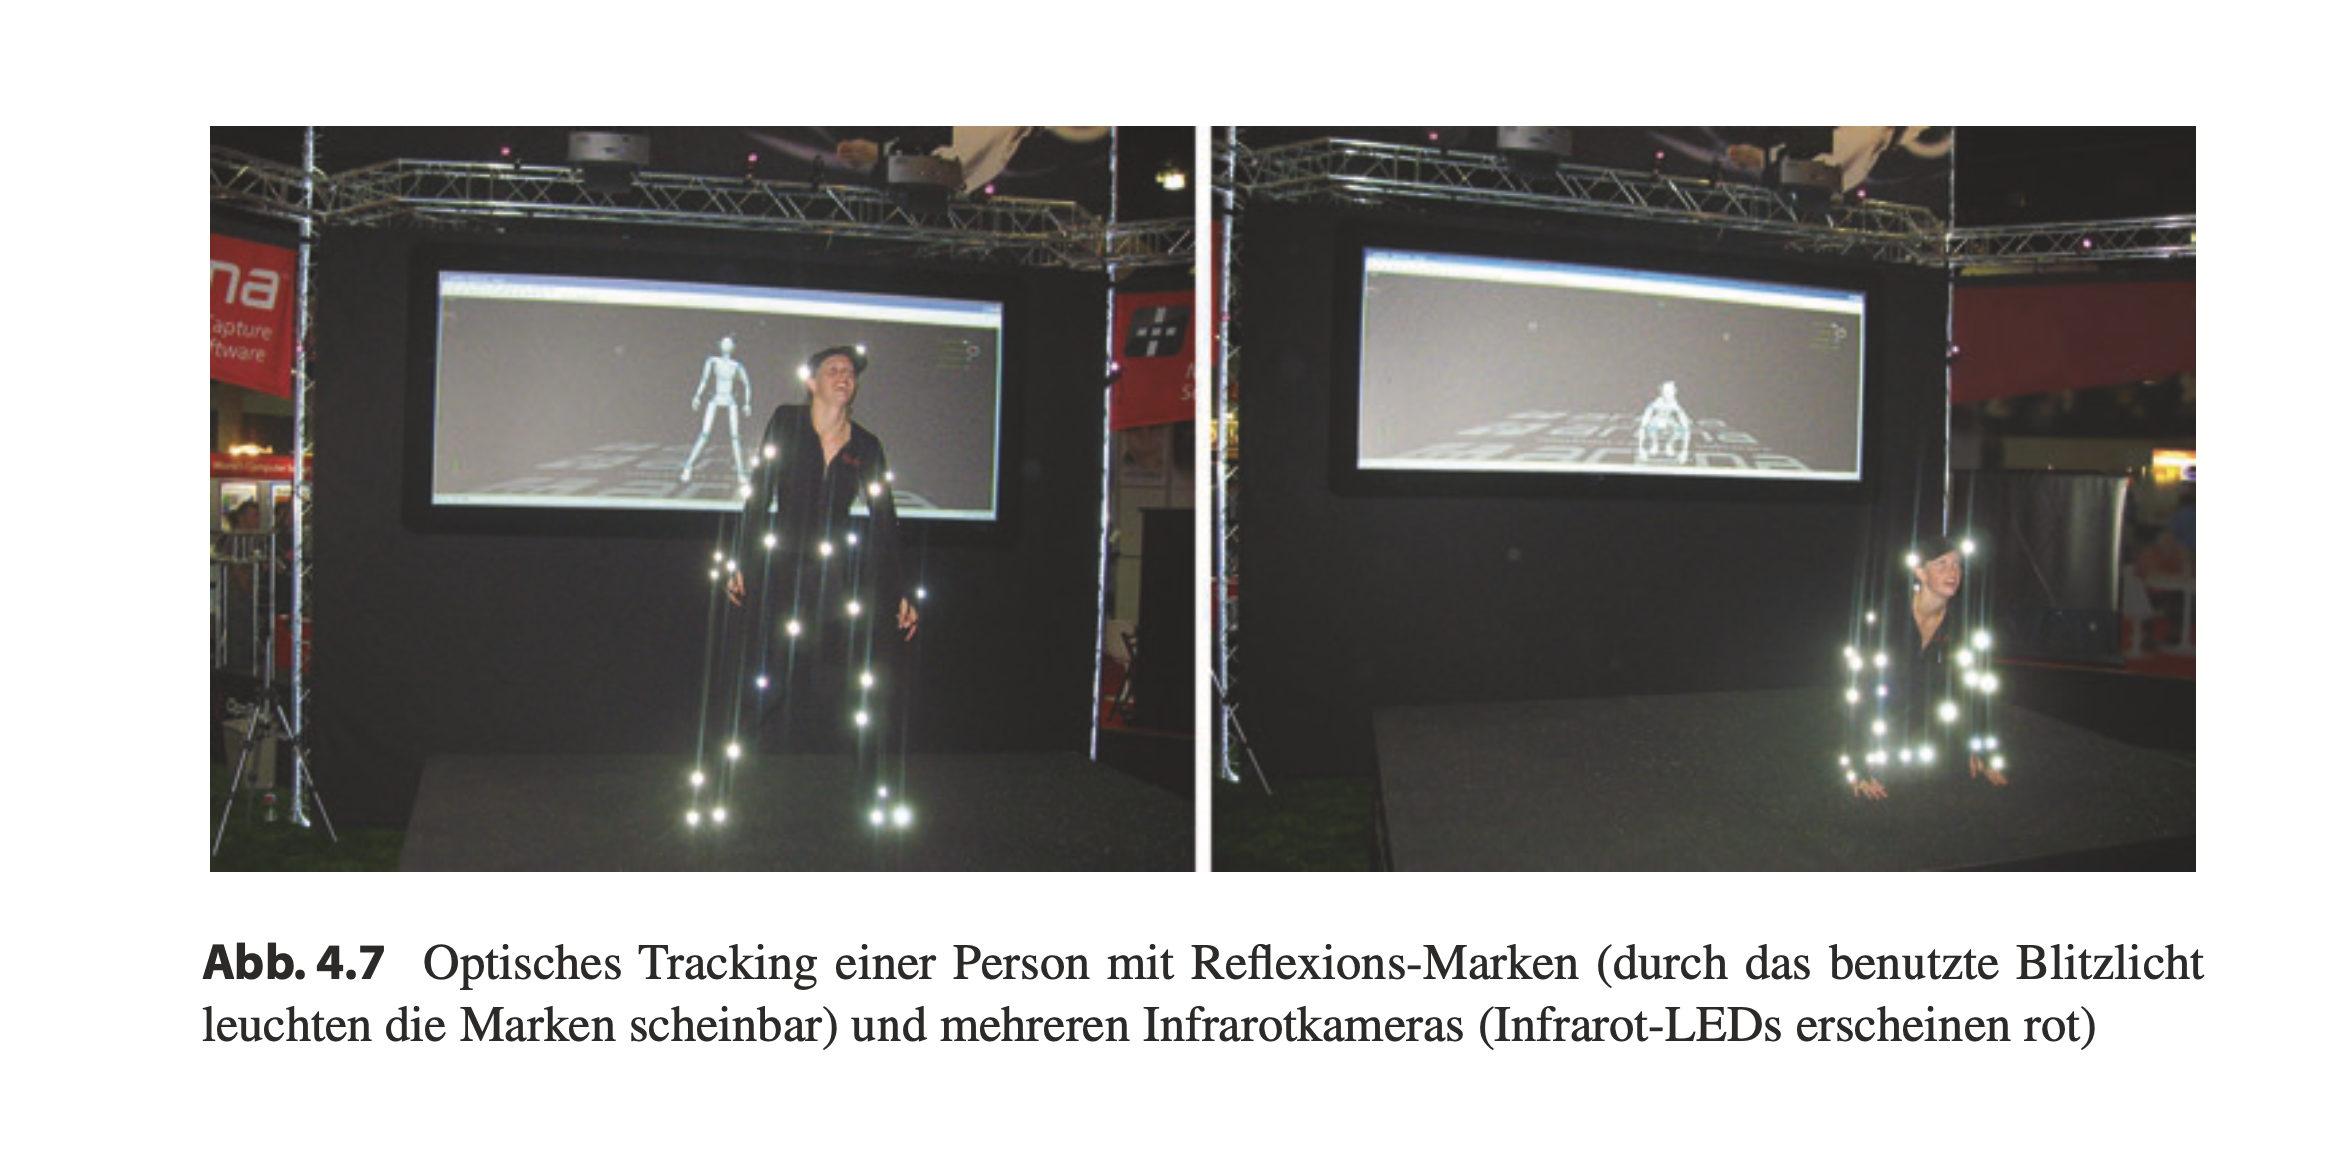 na
apture
ftware
Abb. 4.7 Optisches Tracking einer Person mit Reflexions-Marken (durch das benutzte Blitzlicht
leuchten die Marken scheinbar) und mehreren Infrarotkameras (Infrarot-LEDs erscheinen rot)